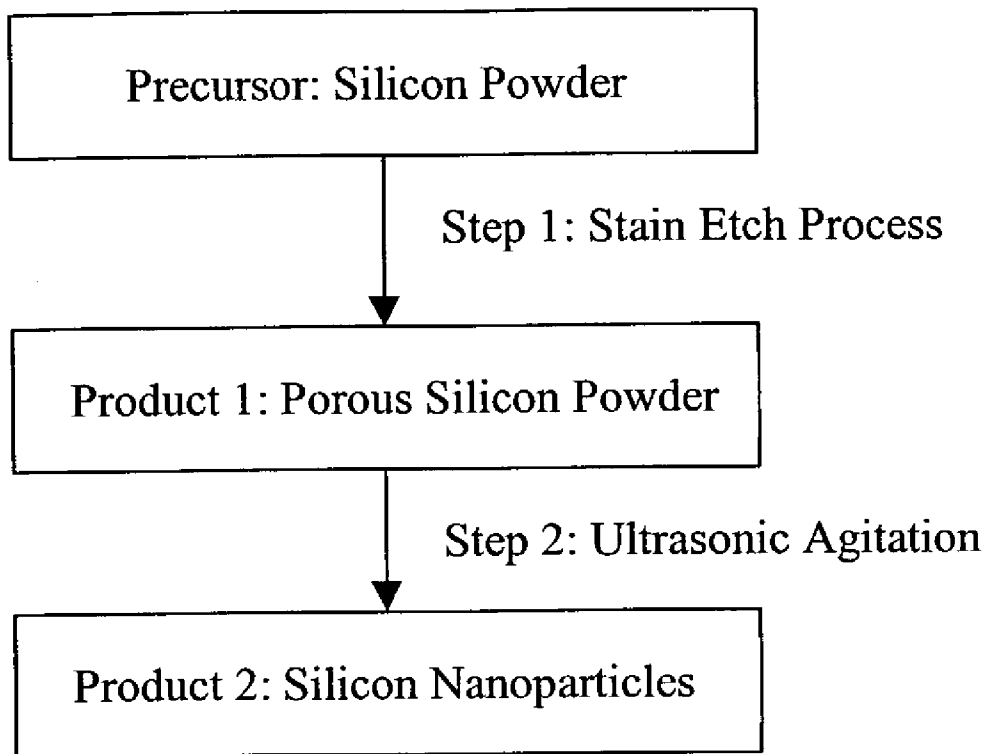 Precursor: Silicon Powder
Step 1: Stain Etch Process
Product 1: Porous Silicon Powder
Step 2: Ultrasonic Agitation
Product 2: Silicon Nanoparticles